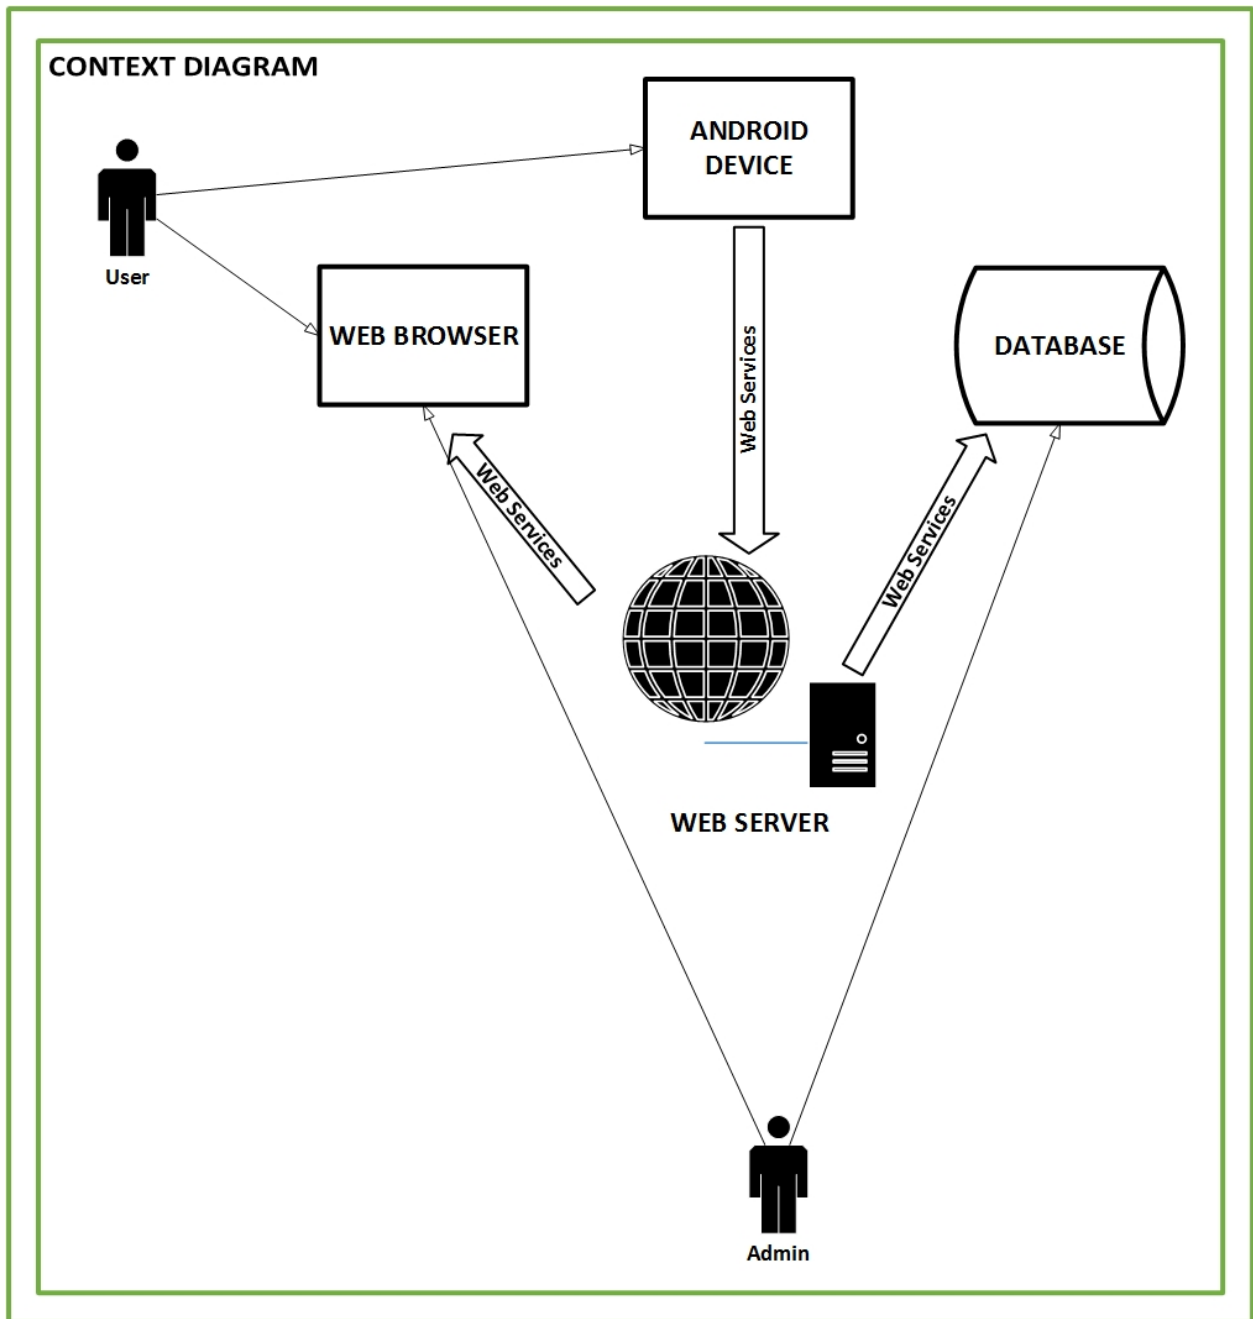 CONTEXT DIAGRAM
ANDROID
DEVICE
User
WEB BROWSER
DATABASE
Web Services
Web Services
Web Services
WEB SERVER
Admin